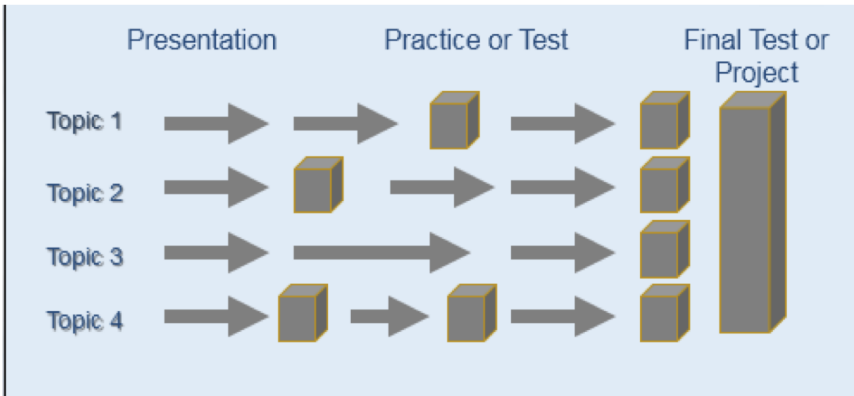 Presentation
Practice or Test
Final Test or
Project
Topic 1
Topic 2
Topic 3
Topic 4